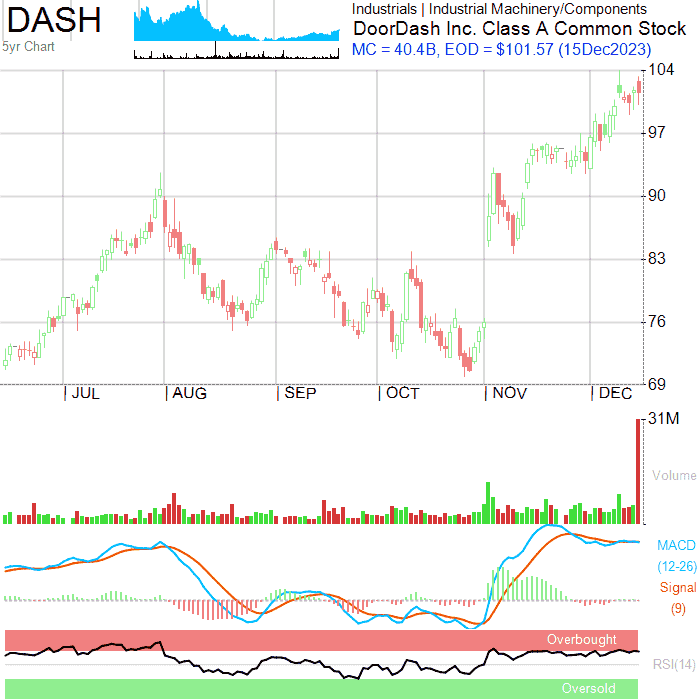 DASH
5yr Chart
Industrials | Industrial Machinery/Components
DoorDash Inc. Class A Common Stock
MC = 40.4B, EOD = $101.57 (15Dec2023)
104
97
90
83
76
69
JUL AUG SEP OCT NOV DEC
31M
Volume
MACD
(12-26)
Signal
(9)
Overbought
RSI(14)
Oversold